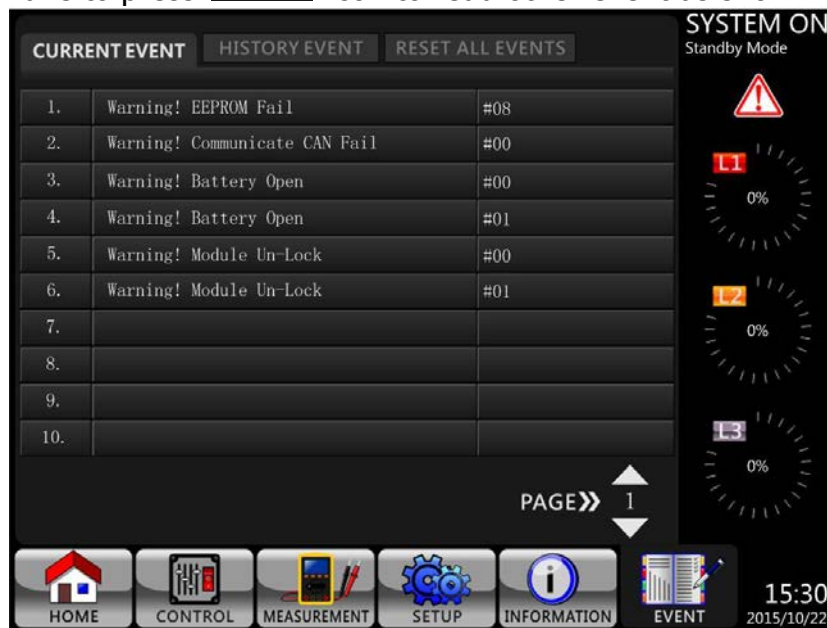 SYSTEM ON
Standby Mode
CURRENT EVENT HISTORY EVENT RESET ALL EVENTS
1. Warning! EEPROM Fail #08
2. Warning! Communicate CAN Fail #00
3. Warning! Battery Open #00
4. Warning! Battery Open #01
5. Warning! Module Un-Lock #00
6. Warning! Module Un-Lock #01
7.
8.
9.
10.
L1
0%
L2
0%
L3
0%
PAGE» 1
HOME CONTROL MEASUREMENT SETUP INFORMATION EVENT
15:30
2015/10/22